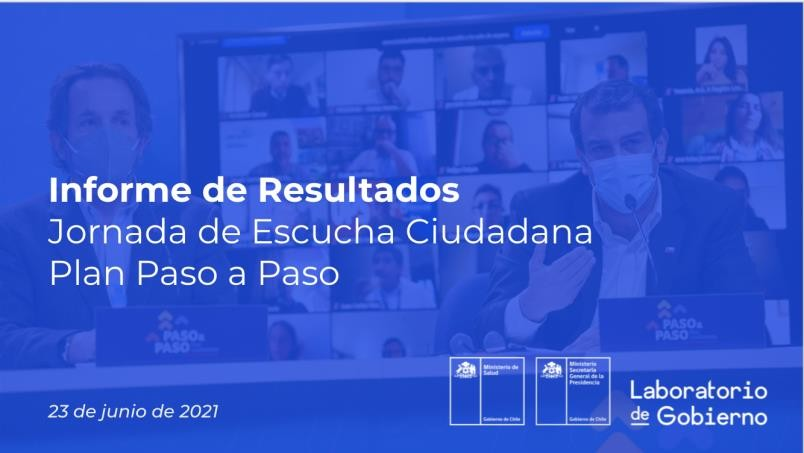 Informe de Resultados
Jornada de Escucha Ciudadana
Plan Paso a Paso
PASO A
PASO
PASO A
PASO
23 de junio de 2021
Ministerio de
Salud
Gobierno de Chile
Ministerio
Secretaría
General de la
Presidencia
Gobierno de Chile
Laboratorio
de Gobierno